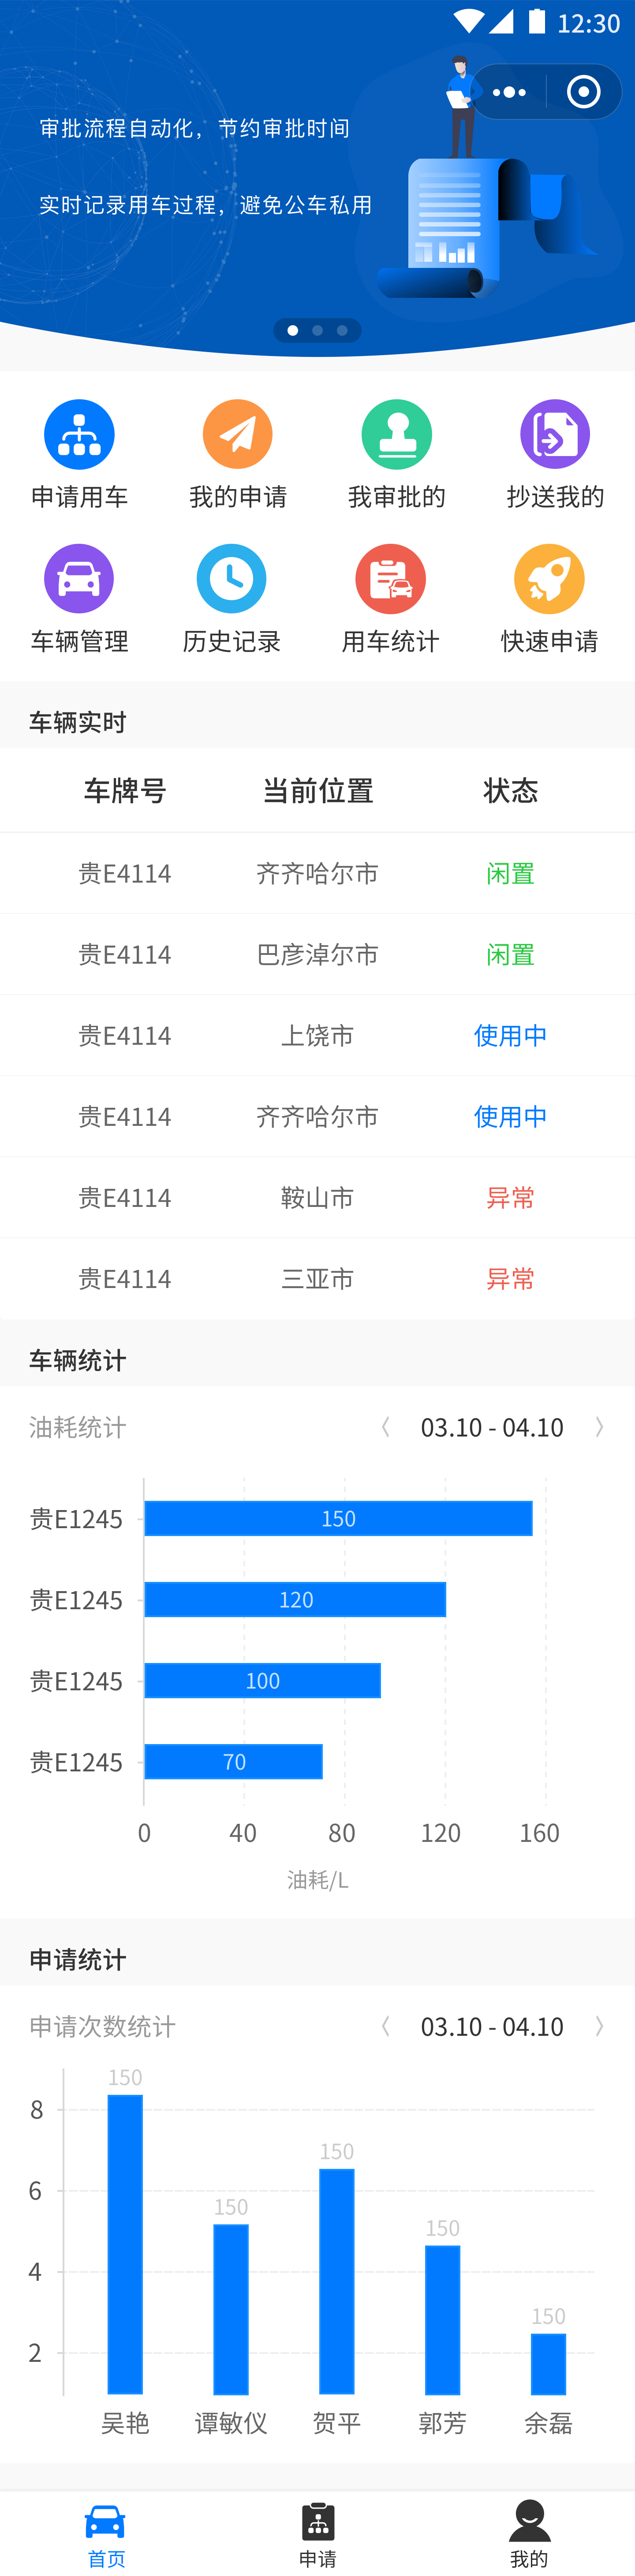 12:30
审批流程自动化，节约审批时间
实时记录用车过程，避免公车私用
申请用车 我的申请 我审批的 抄送我的
车辆管理 历史记录 用车统计 快速申请
车辆实时
车牌号 当前位置 状态
贵E4114 齐齐哈尔市 闲置
贵E4114 巴彦淖尔市 闲置
贵E4114 上饶市 使用中
贵E4114 齐齐哈尔市 使用中
贵E4114 鞍山市 异常
贵E4114 三亚市 异常
车辆统计
油耗统计 〈 03.10 - 04.10 〉
贵E1245 150
贵E1245 120
贵E1245 100
贵E1245 70
0 40 80 120 160
油耗/L
申请统计
申请次数统计 〈 03.10 - 04.10 〉
150
8
150
150
6
150
4
150
2
吴艳 谭敏仪 贺平 郭芳 余磊
首页 申请 我的